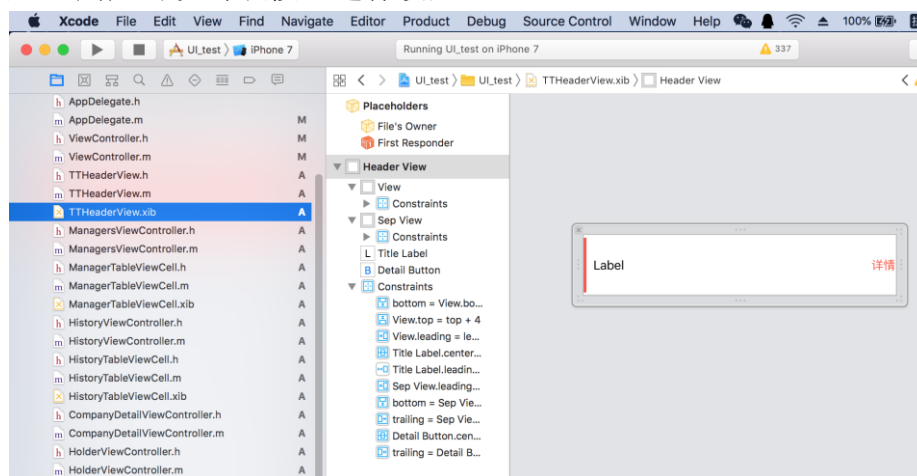 Xcode File Edit View Find Navigate Editor Product Debug Source Control Window Help 100%
UI_test iPhone 7 Running UI_test on iPhone 7 337
UI_test UI_test TTHeaderView.xib Header View
h AppDelegate.h
m AppDelegate.m M
h ViewController.h M
m ViewController.m M
h TTHeaderView.h A
m TTHeaderView.m A
TTHeaderView.xib A
h ManagersViewController.h A
m ManagersViewController.m A
h ManagerTableViewCell.h A
m ManagerTableViewCell.m A
ManagerTableViewCell.xib A
h HistoryViewController.h A
m HistoryViewController.m A
h HistoryTableViewCell.h A
m HistoryTableViewCell.m A
HistoryTableViewCell.xib A
h CompanyDetailViewController.h A
m CompanyDetailViewController.m A
h HolderViewController.h A
m HolderViewController.m A
Placeholders
File's Owner
First Responder
Header View
View
Constraints
Sep View
Constraints
L Title Label
B Detail Button
Constraints
bottom = View.bo...
View.top = top + 4
View.leading = le...
Title Label.center...
Title Label.leadin...
Sep View.leading...
bottom = Sep Vie...
trailing = Sep Vie...
Detail Button.cen...
trailing = Detail B...
Label
详情